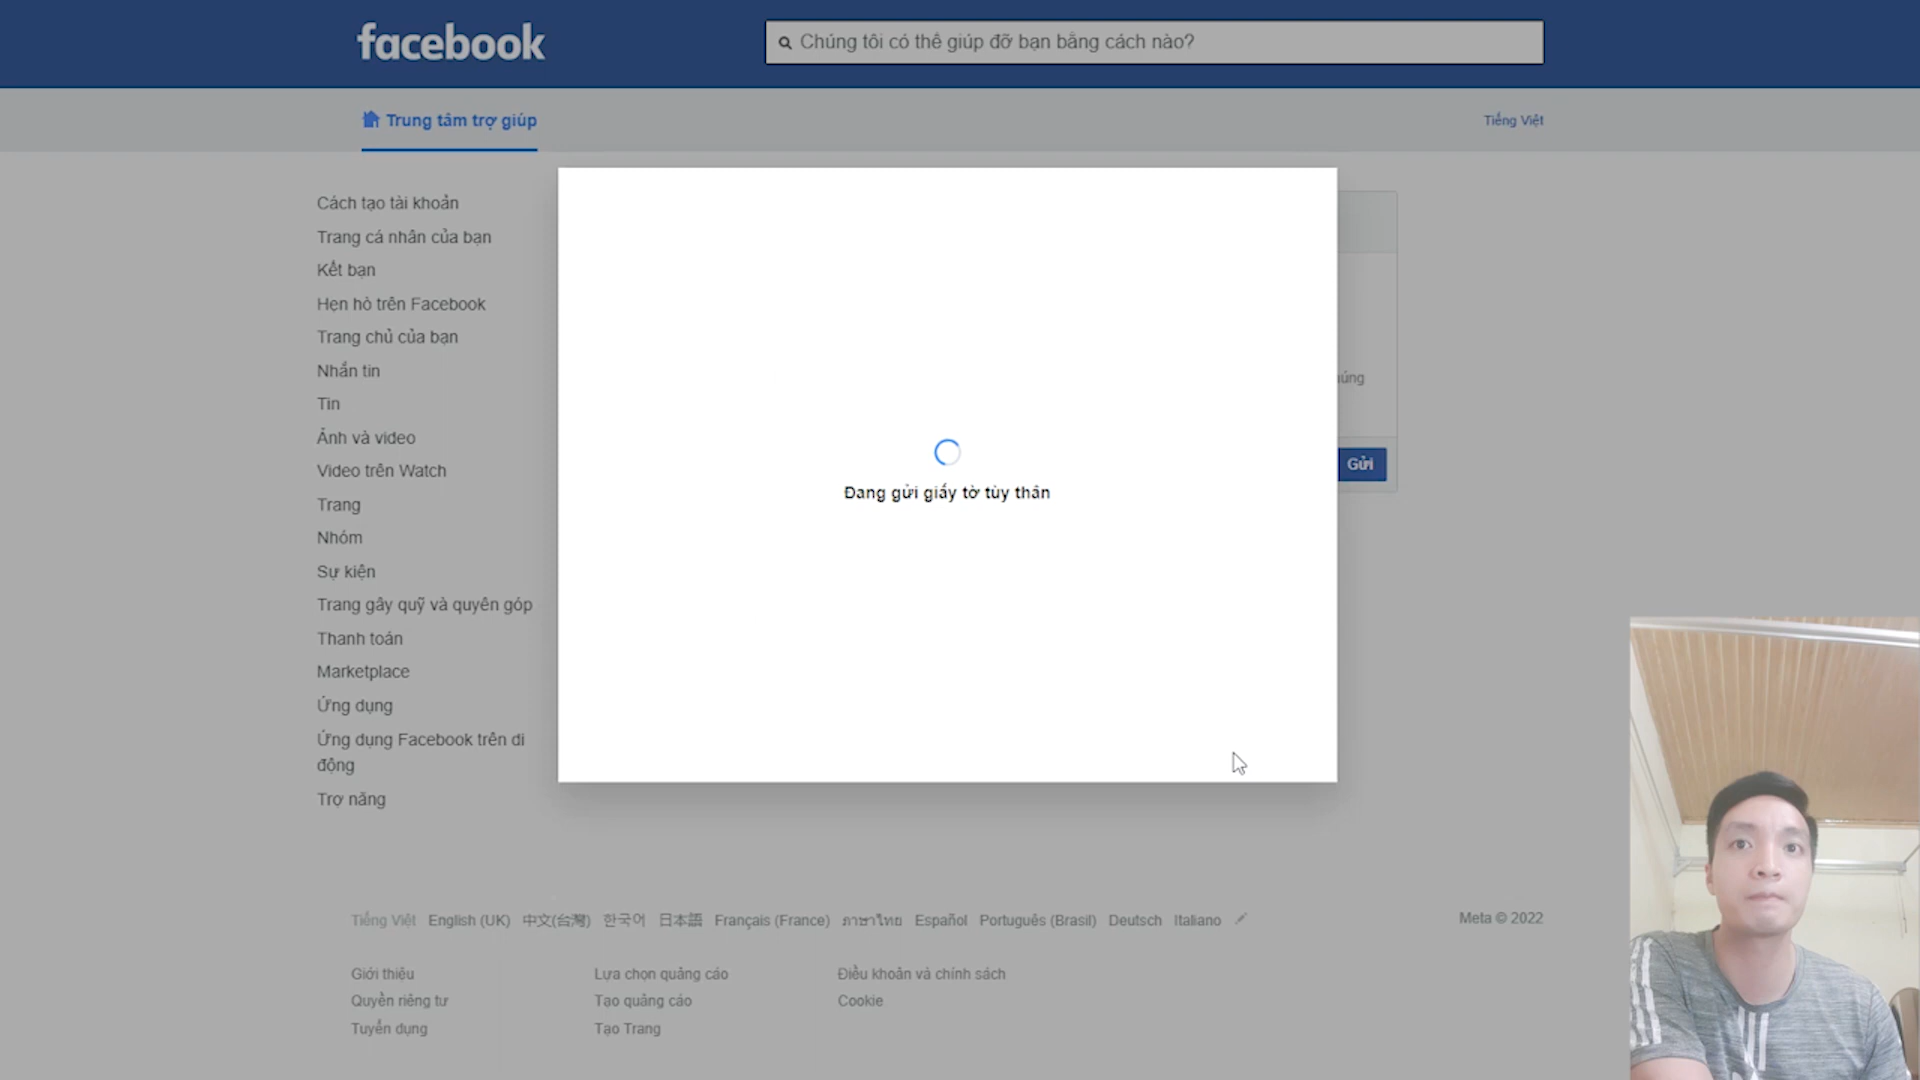 facebook
Chúng tôi có thể giúp đỡ bạn bằng cách nào?
Trung tâm trợ giúp
Tiếng Việt
Cách tạo tài khoản
Trang cá nhân của bạn
Kết bạn
Hẹn hò trên Facebook
Trang chủ của bạn
Nhắn tin
Tin
Ảnh và video
Video trên Watch
Trang
Nhóm
Sự kiện
Trang gây quỹ và quyên góp
Thanh toán
Marketplace
Ứng dụng
Ứng dụng Facebook trên di
động
Trợ năng
Đang gửi giấy tờ tùy thân
Gửi
Tiếng Việt English (UK) 中文(台灣) 한국어 日本語 Français (France) ภาษาไทย Español Português (Brasil) Deutsch Italiano
Meta © 2022
Giới thiệu Lựa chọn quảng cáo Điều khoản và chính sách
Quyền riêng tư Tạo quảng cáo Cookie
Tuyển dụng Tạo Trang